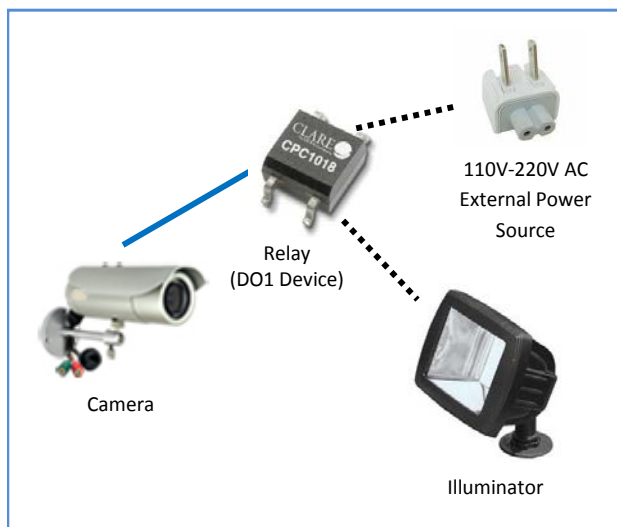 CLARE
CPC1018
110V-220V AC
External Power
Source
Relay
(DO1 Device)
Camera
Illuminator